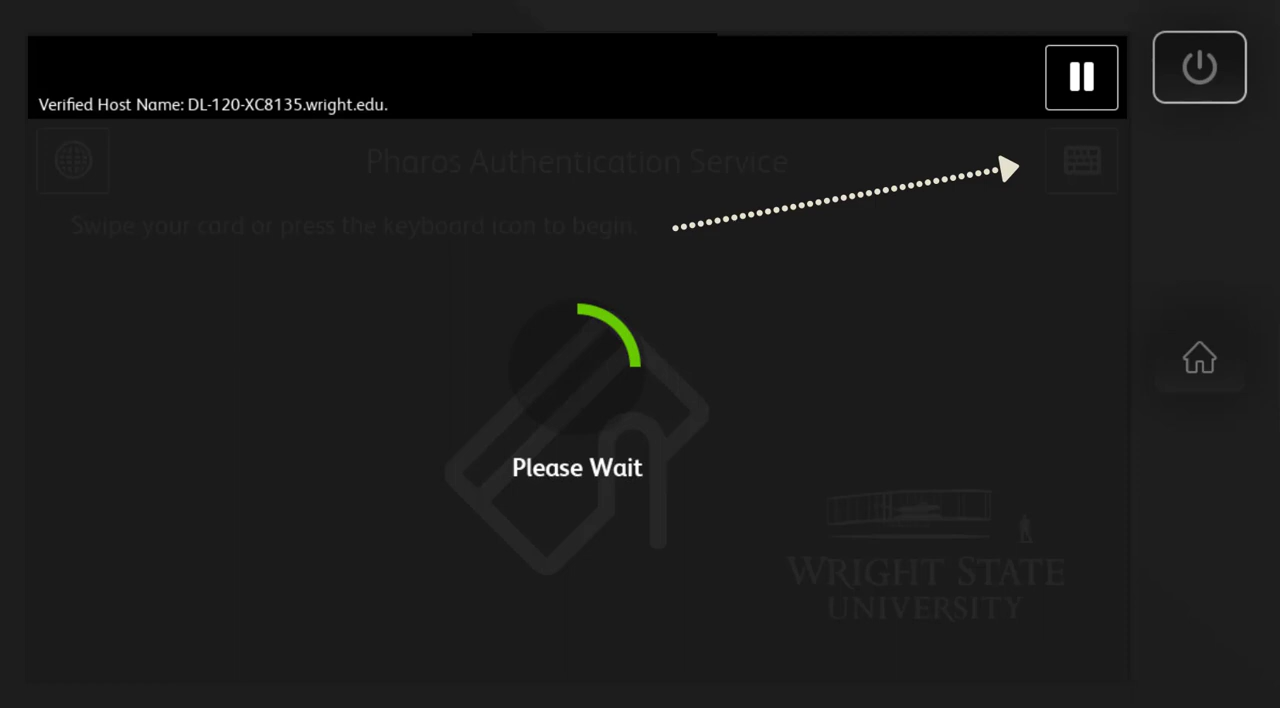 Verified Host Name: DL-120-XC8135.wright.edu.
Pharos Authentication Service
Swipe your card or press the keyboard icon to begin.
Please Wait
WRIGHT STATE
UNIVERSITY